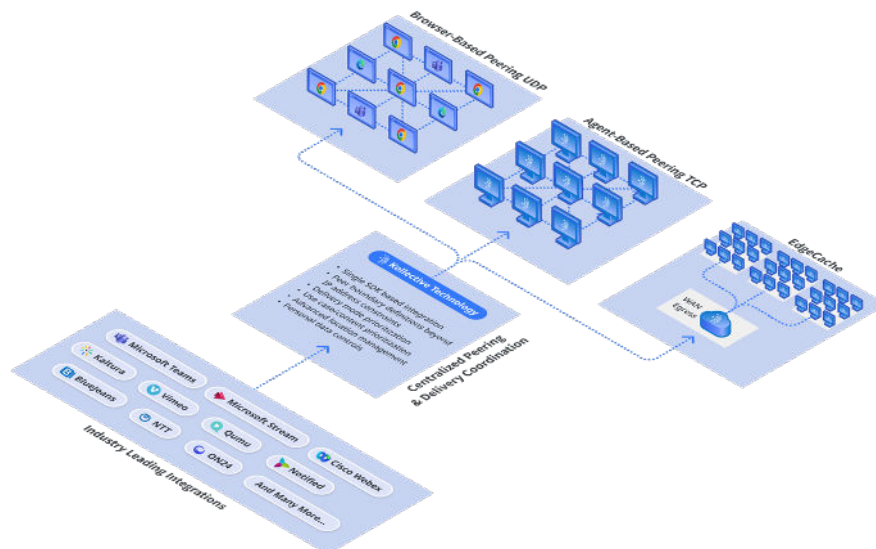 Browser-Based Peering UDP
Agent-Based Peering TCP
EdgeCache
WAN
Egress
Kollective Technology
• Single SDK based integration
• Peer boundary definitions beyond
IP address constraints
• Delivery mode prioritization
• Use case/content prioritization
• Advanced location management
• Personal data controls
Centralized Peering
& Delivery Coordination
Microsoft Teams
Microsoft Stream
Cisco Webex
Kaltura
Vimeo
Qumu
Notified
BlueJeans
NTT
ON24
And Many More...
Industry Leading Integrations